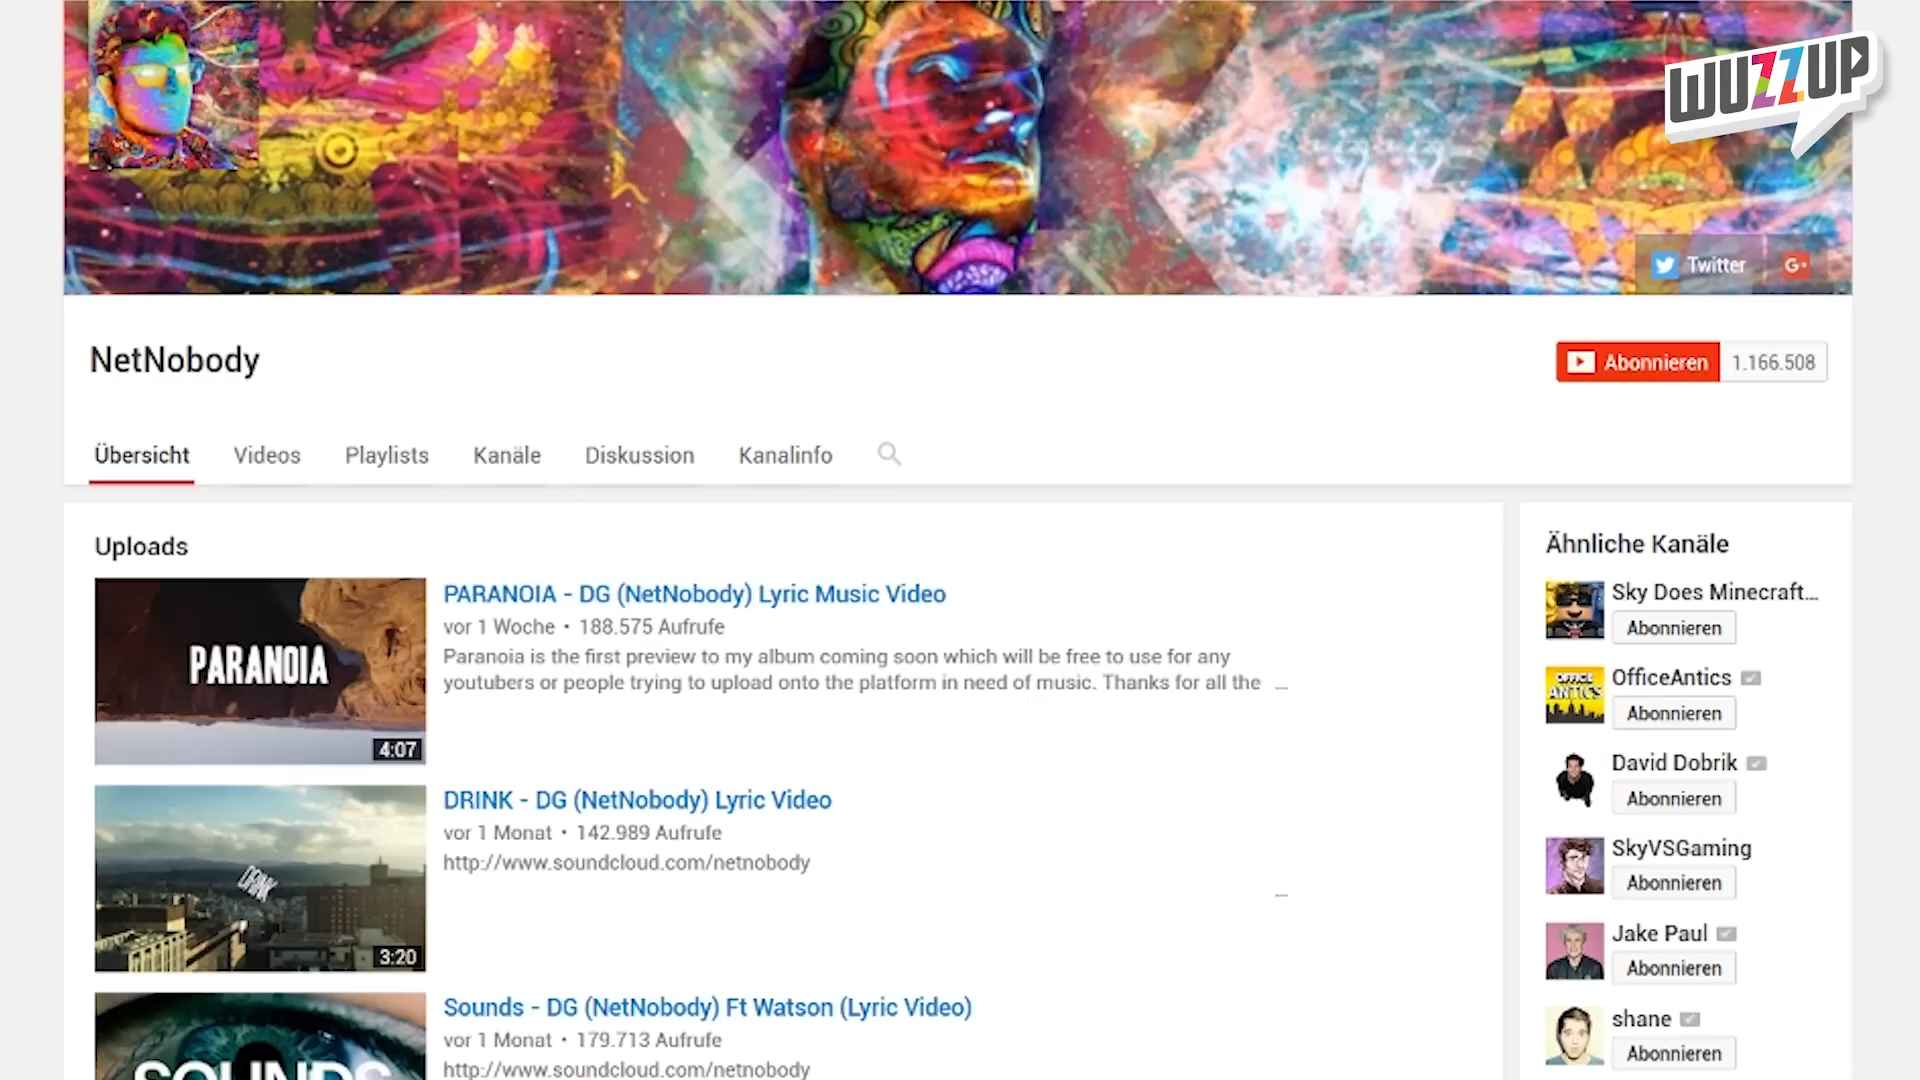 WUZZUP
Twitter
G+
NetNobody
Abonnieren 1.166.508
Übersicht Videos Playlists Kanäle Diskussion Kanalinfo
Uploads
PARANOIA
4:07
PARANOIA - DG (NetNobody) Lyric Music Video
vor 1 Woche • 188.575 Aufrufe
Paranoia is the first preview to my album coming soon which will be free to use for any
youtubers or people trying to upload onto the platform in need of music. Thanks for all the ...
DRINK
3:20
DRINK - DG (NetNobody) Lyric Video
vor 1 Monat • 142.989 Aufrufe
http://www.soundcloud.com/netnobody
...
SOUNDS
Sounds - DG (NetNobody) Ft Watson (Lyric Video)
vor 1 Monat • 179.713 Aufrufe
http://www.soundcloud.com/netnobody
Ähnliche Kanäle
Sky Does Minecraft...
Abonnieren
OFFICE
ANTICS
OfficeAntics
Abonnieren
David Dobrik
Abonnieren
SkyVSGaming
Abonnieren
Jake Paul
Abonnieren
shane
Abonnieren